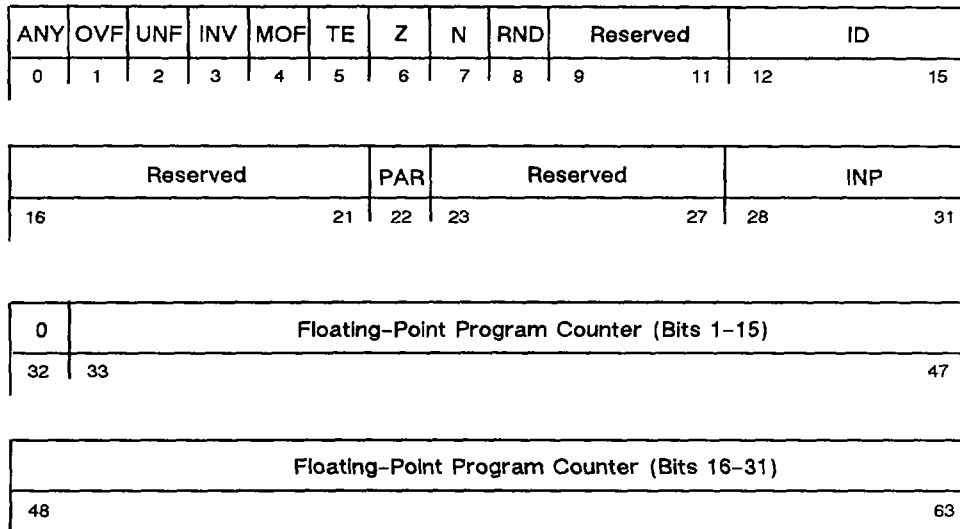 ANY OVF UNF INV MOF TE Z N RND Reserved ID
0 1 2 3 4 5 6 7 8 9 11 12 15
Reserved PAR Reserved INP
16 21 22 23 27 28 31
0 Floating-Point Program Counter (Bits 1-15)
32 33 47
Floating-Point Program Counter (Bits 16-31)
48 63